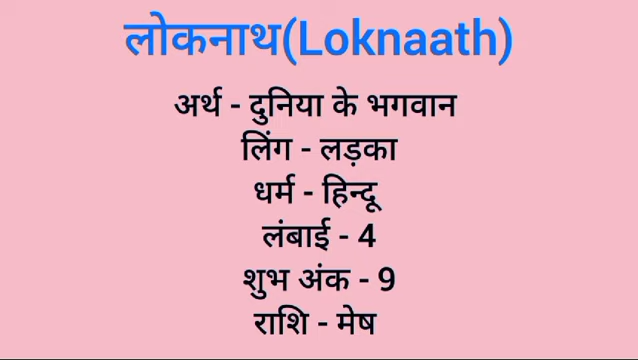 लोकनाथ(Loknaath)
अर्थ - दुनिया के भगवान
लिंग - लड़का
धर्म - हिन्दू
लंबाई - 4
शुभ अंक - 9
राशि - मेष